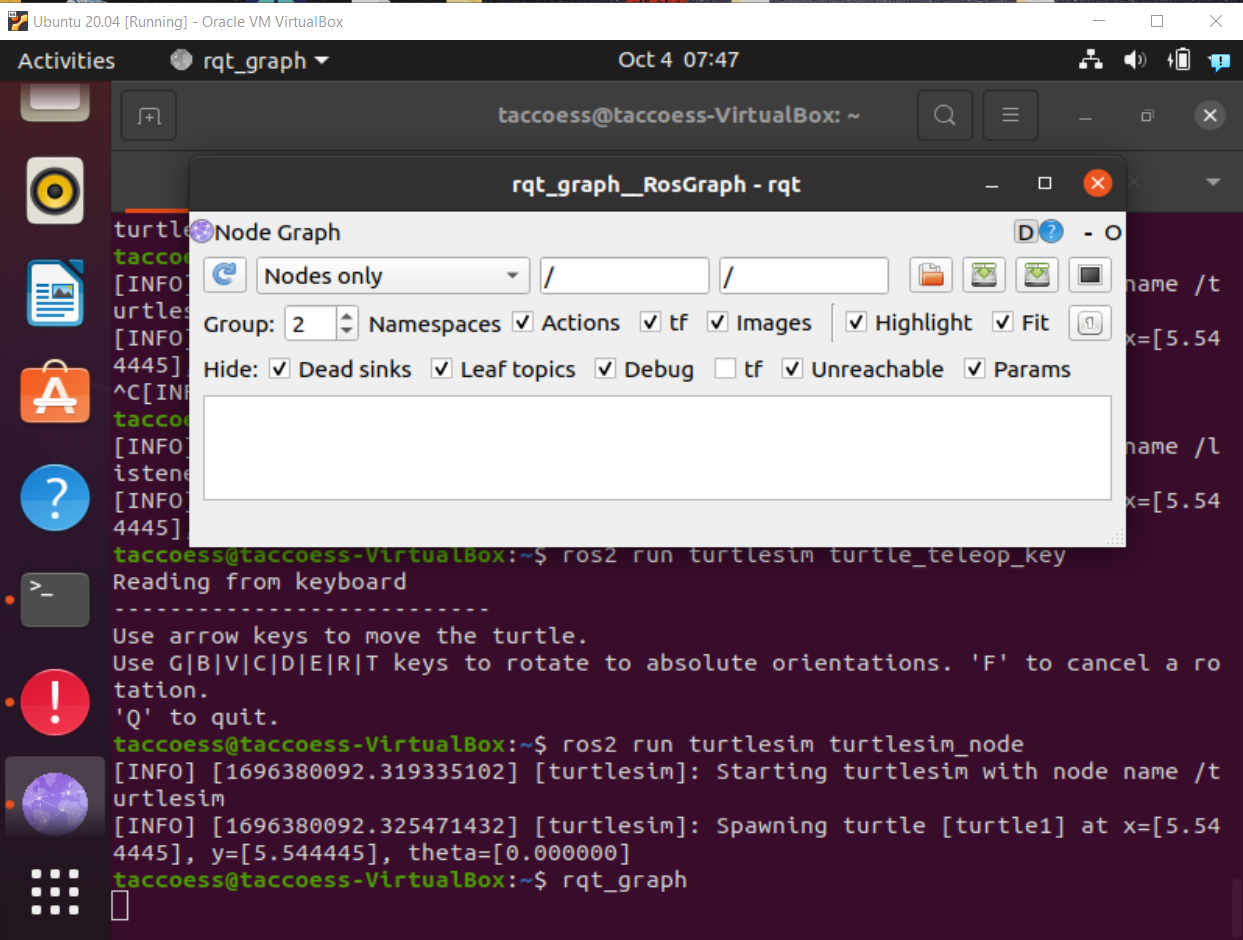 Ubuntu 20.04 [Running] - Oracle VM VirtualBox
Activities rqt_graph Oct 4 07:47
taccoess@taccoess-VirtualBox: ~
rqt_graph__RosGraph - rqt
Node Graph D ? - O
Nodes only / /
Group: 2 Namespaces Actions tf Images Highlight Fit
Hide: Dead sinks Leaf topics Debug tf Unreachable Params
turtle
taccoe
[INFO] name /t
urtles
[INFO] x=[5.54
4445]
^C[INF
tacco
[INFO] name /l
istene
[INFO] x=[5.54
4445],
taccoess@taccoess-VirtualBox:~$ ros2 run turtlesim turtle_teleop_key
Reading from keyboard
---------------------------
Use arrow keys to move the turtle.
Use G|B|V|C|D|E|R|T keys to rotate to absolute orientations. 'F' to cancel a ro
tation.
'Q' to quit.
taccoess@taccoess-VirtualBox:~$ ros2 run turtlesim turtlesim_node
[INFO] [1696380092.319335102] [turtlesim]: Starting turtlesim with node name /t
urtlesim
[INFO] [1696380092.325471432] [turtlesim]: Spawning turtle [turtle1] at x=[5.54
4445], y=[5.544445], theta=[0.000000]
taccoess@taccoess-VirtualBox:~$ rqt_graph